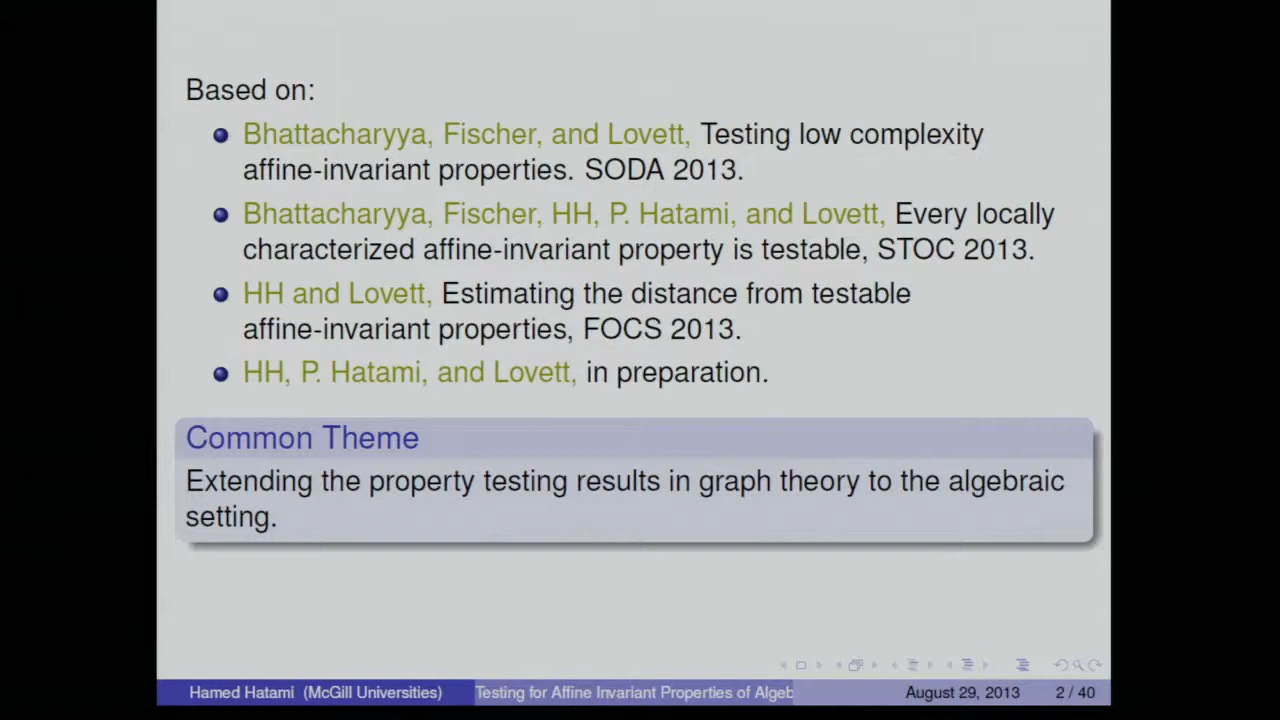 Based on:
Bhattacharyya, Fischer, and Lovett, Testing low complexity
affine-invariant properties. SODA 2013.
Bhattacharyya, Fischer, HH, P. Hatami, and Lovett, Every locally
characterized affine-invariant property is testable, STOC 2013.
HH and Lovett, Estimating the distance from testable
affine-invariant properties, FOCS 2013.
HH, P. Hatami, and Lovett, in preparation.
Common Theme
Extending the property testing results in graph theory to the algebraic
setting.
Hamed Hatami (McGill Universities) Testing for Affine Invariant Properties of Algeb August 29, 2013 2 / 40